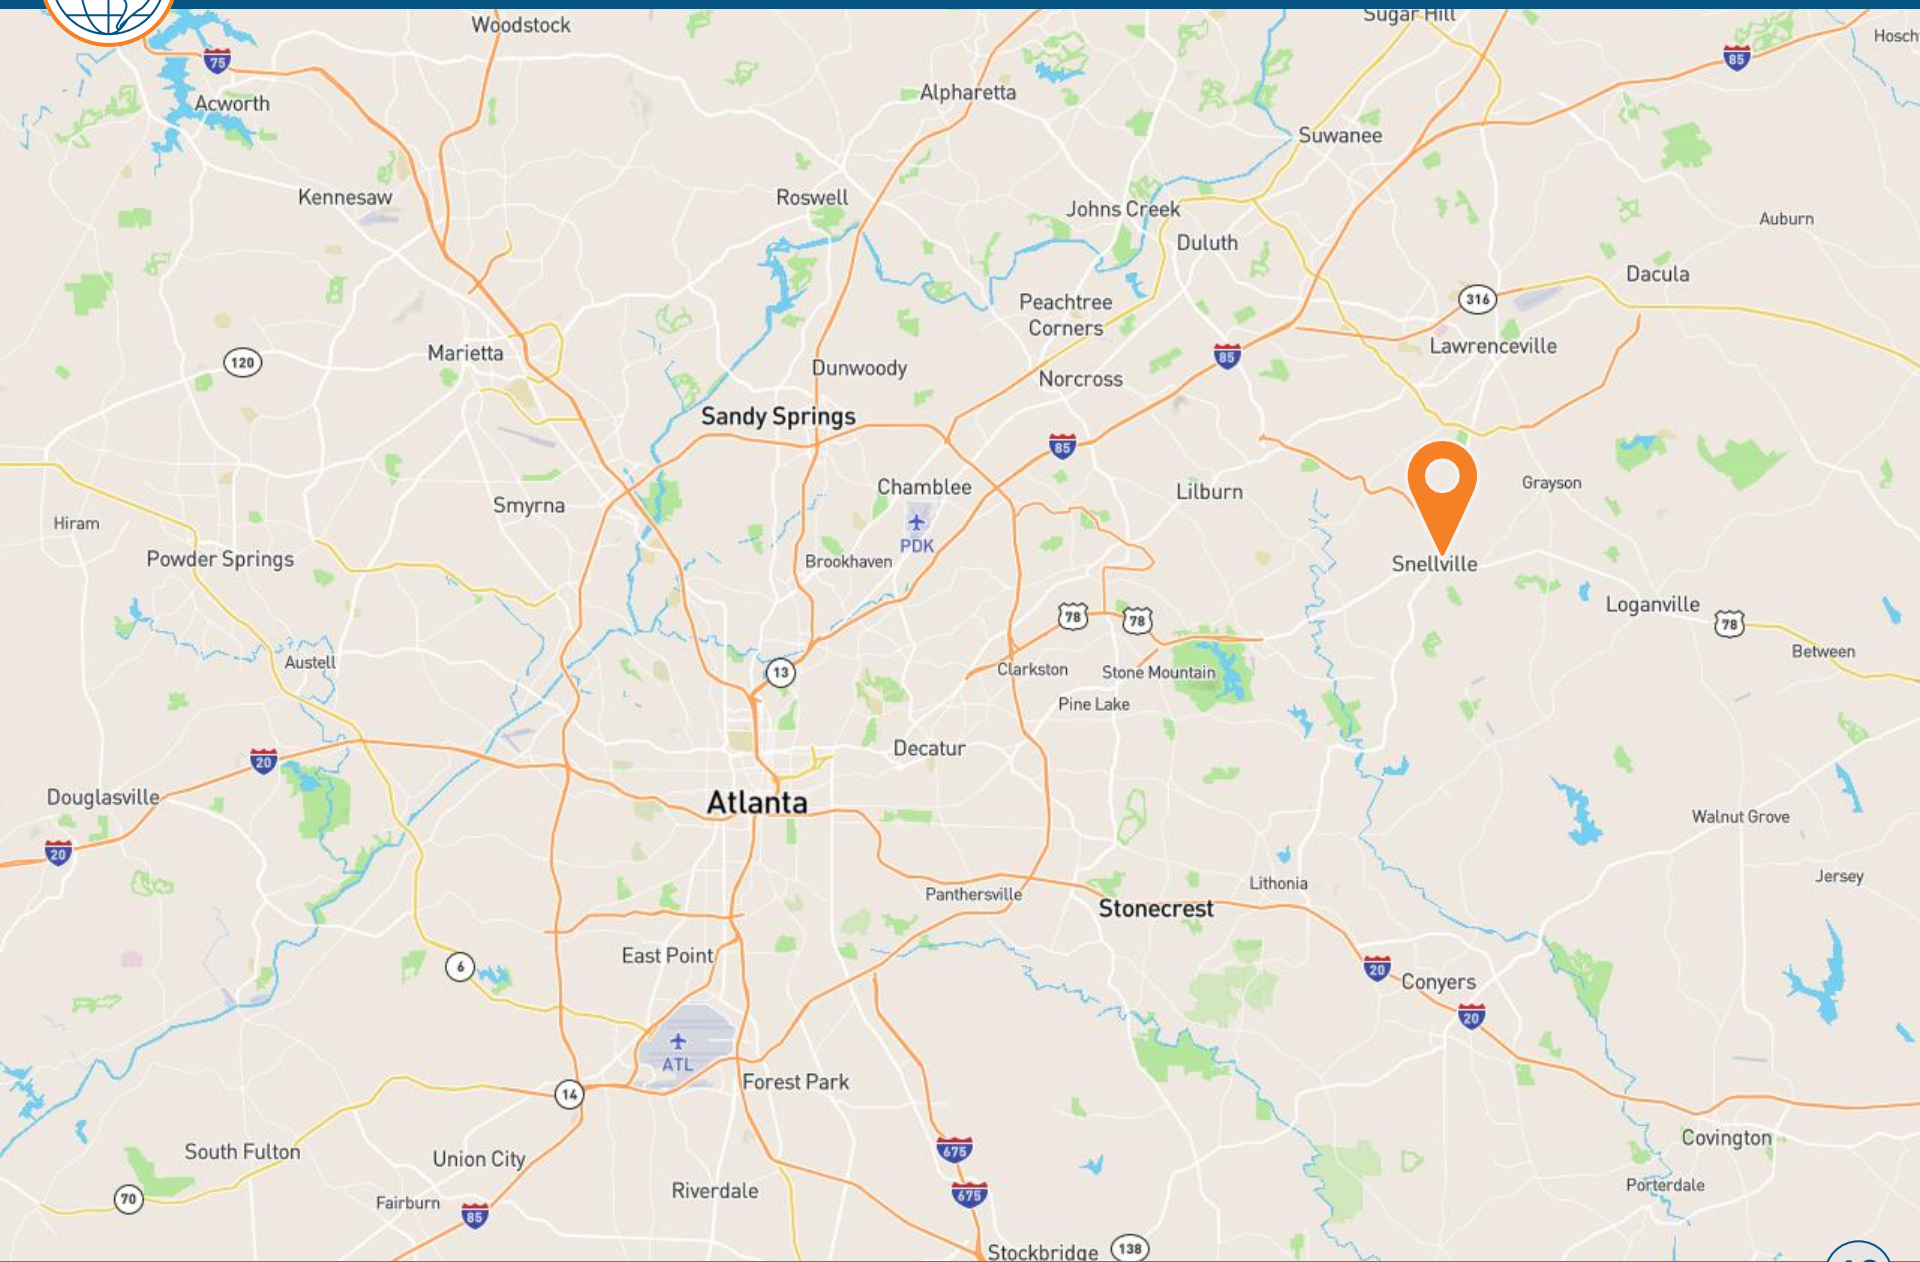 Woodstock
Sugar Hill
Hosch
75
85
Acworth
Alpharetta
Suwanee
Kennesaw
Roswell
Johns Creek
Auburn
Duluth
Dacula
Peachtree
Corners
316
Lawrenceville
120
Marietta
85
Dunwoody
Norcross
Sandy Springs
85
Chamblee
Lilburn
Grayson
Smyrna
Hiram
PDK
Powder Springs
Brookhaven
Snellville
Loganville
78
78
78
Between
Austell
13
Clarkston
Stone Mountain
Pine Lake
Decatur
20
Douglasville
Atlanta
Walnut Grove
20
Jersey
Panthersville
Lithonia
Stonecrest
East Point
6
20
Conyers
20
ATL
Forest Park
14
South Fulton
Union City
675
Covington
70
Fairburn
Riverdale
675
Porterdale
85
Stockbridge
138